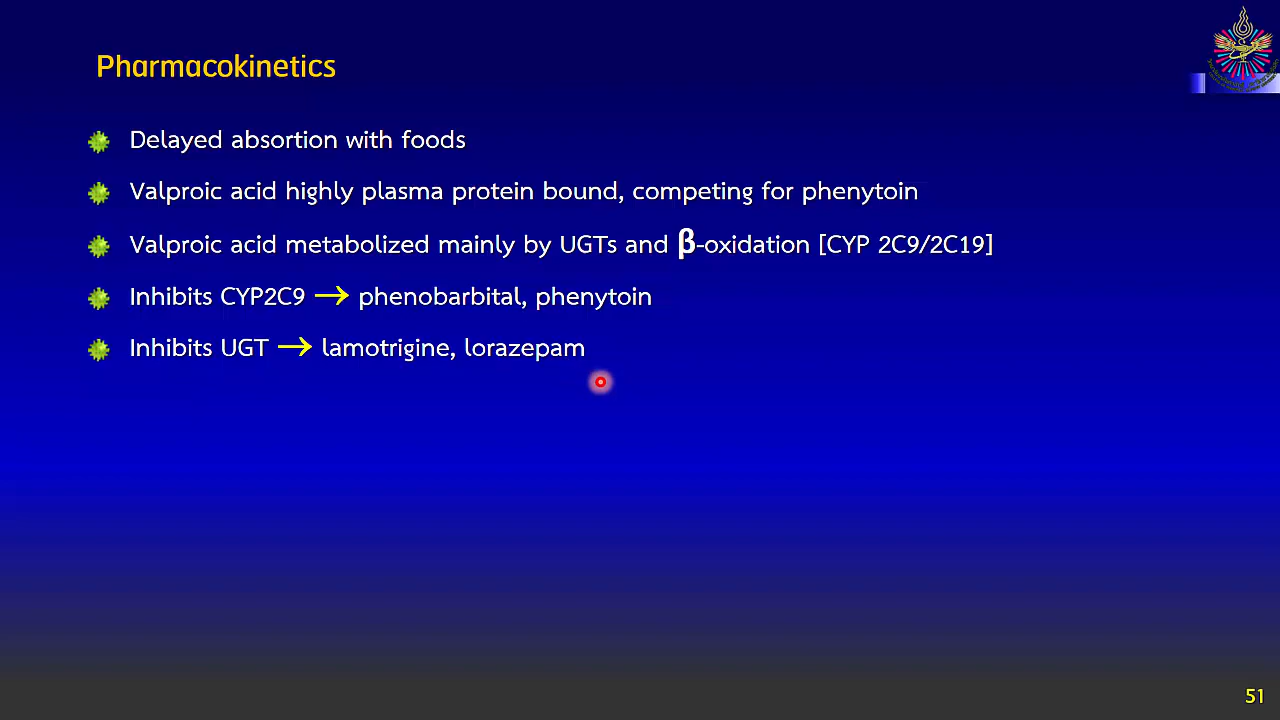 Pharmacokinetics
Delayed absortion with foods
Valproic acid highly plasma protein bound, competing for phenytoin
Valproic acid metabolized mainly by UGTs and β-oxidation [CYP 2C9/2C19]
Inhibits CYP2C9 → phenobarbital, phenytoin
Inhibits UGT → lamotrigine, lorazepam
51